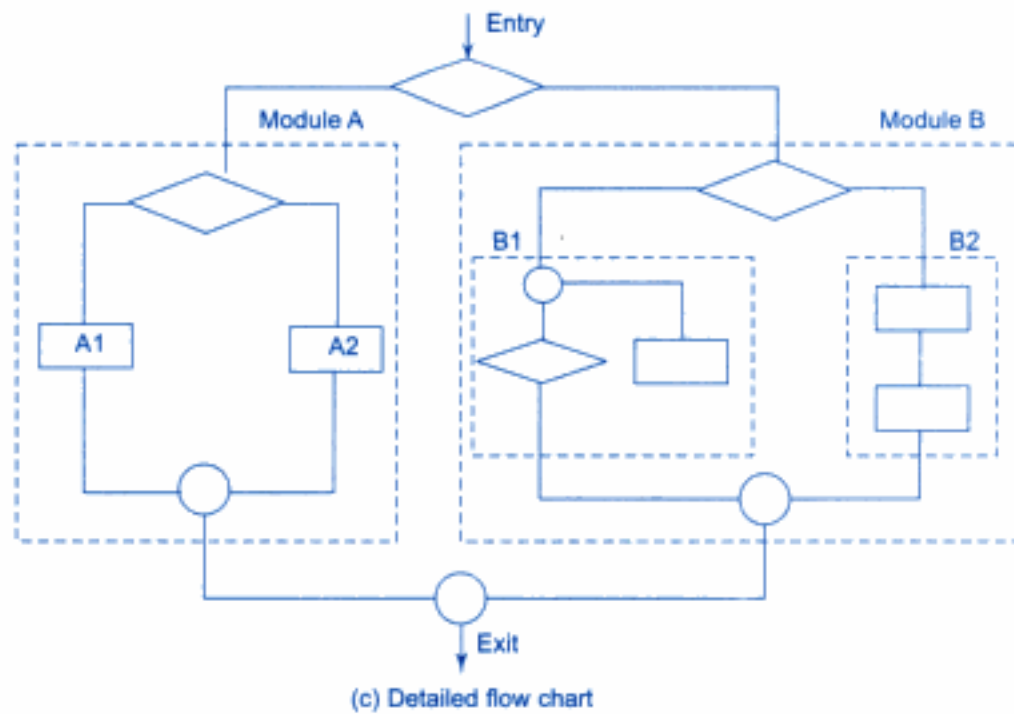 Entry
Module A
Module B
B1
B2
A1
A2
Exit
(c) Detailed flow chart